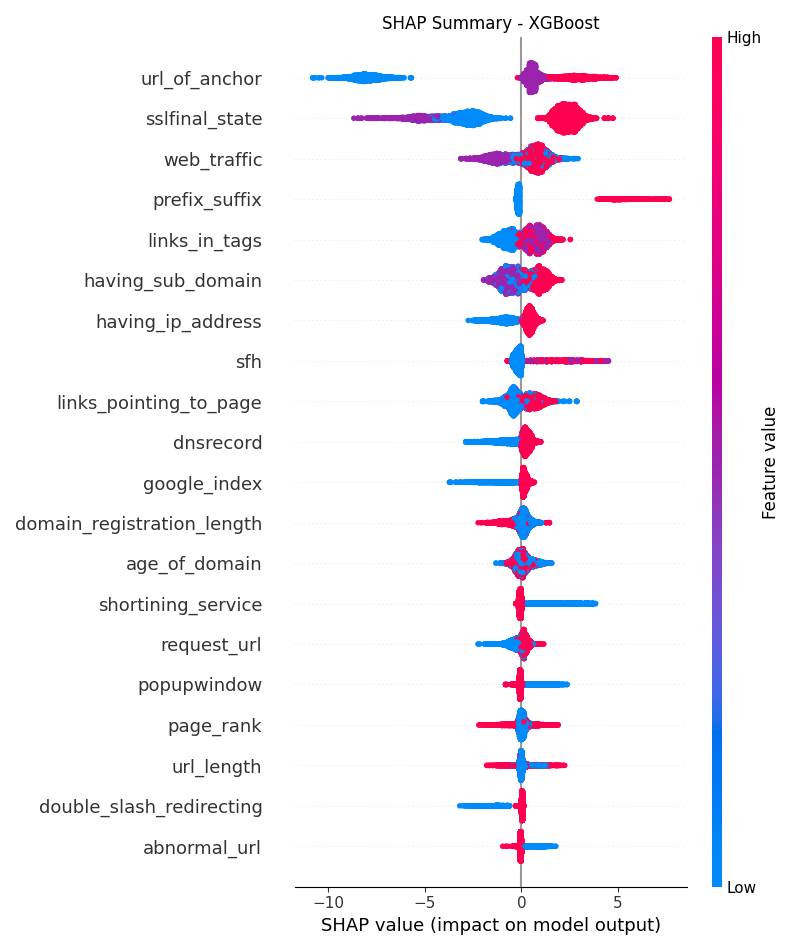 SHAP Summary - XGBoost
High
url_of_anchor
sslfinal_state
web_traffic
prefix_suffix
links_in_tags
having_sub_domain
having_ip_address
sfh
links_pointing_to_page
dnsrecord
google_index
domain_registration_length
age_of_domain
shortining_service
request_url
popupwindow
page_rank
url_length
double_slash_redirecting
abnormal_url
Feature value
Low
−10 −5 0 5
SHAP value (impact on model output)